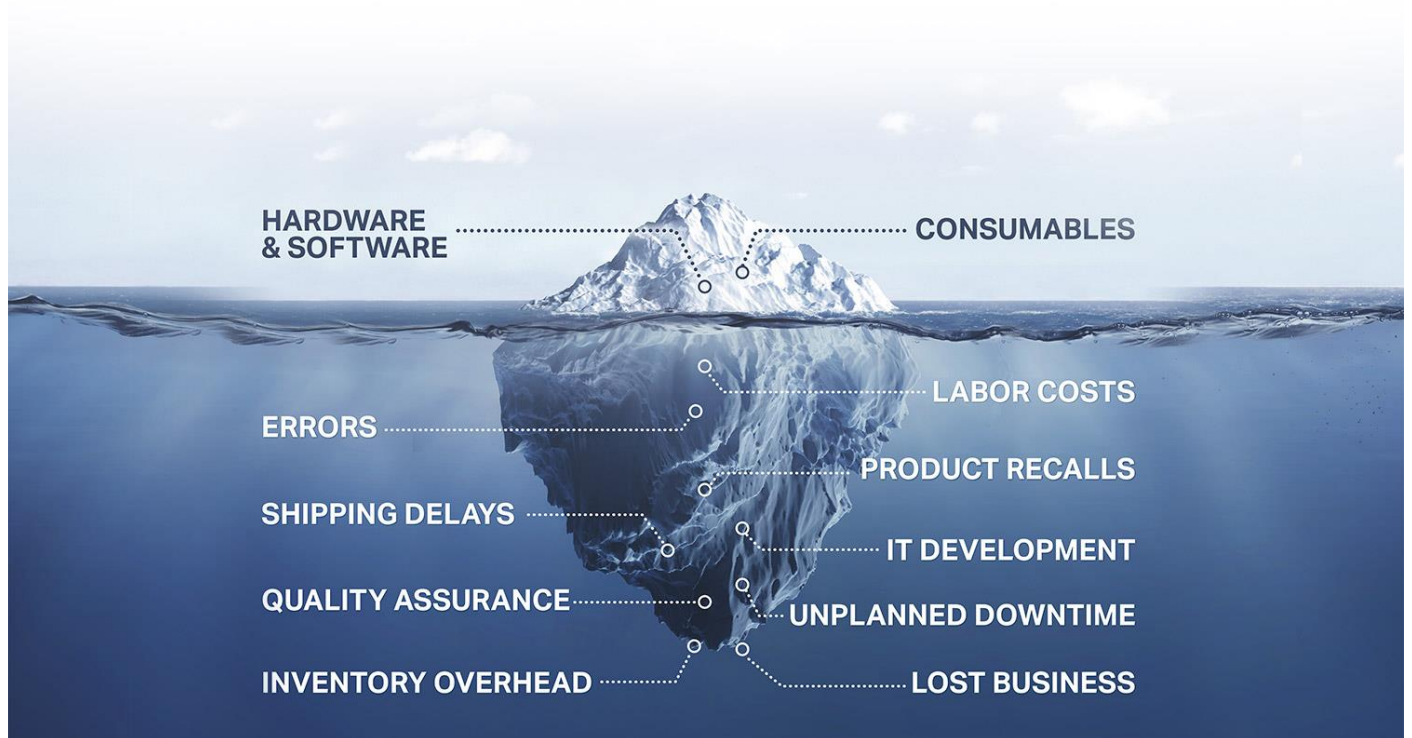 HARDWARE
& SOFTWARE
CONSUMABLES
LABOR COSTS
ERRORS
PRODUCT RECALLS
SHIPPING DELAYS
IT DEVELOPMENT
QUALITY ASSURANCE
UNPLANNED DOWNTIME
INVENTORY OVERHEAD
LOST BUSINESS